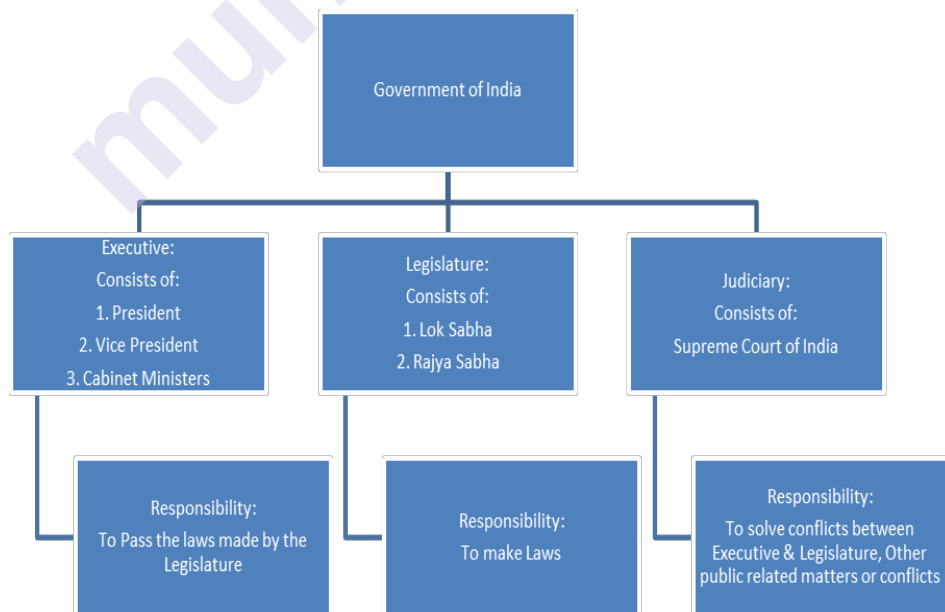 Government of India
Executive:
Consists of:
1. President
2. Vice President
3. Cabinet Ministers
Legislature:
Consists of:
1. Lok Sabha
2. Rajya Sabha
Judiciary:
Consists of:
Supreme Court of India
Responsibility:
To Pass the laws made by the
Legislature
Responsibility:
To make Laws
Responsibility:
To solve conflicts between
Executive & Legislature, Other
public related matters or conflicts